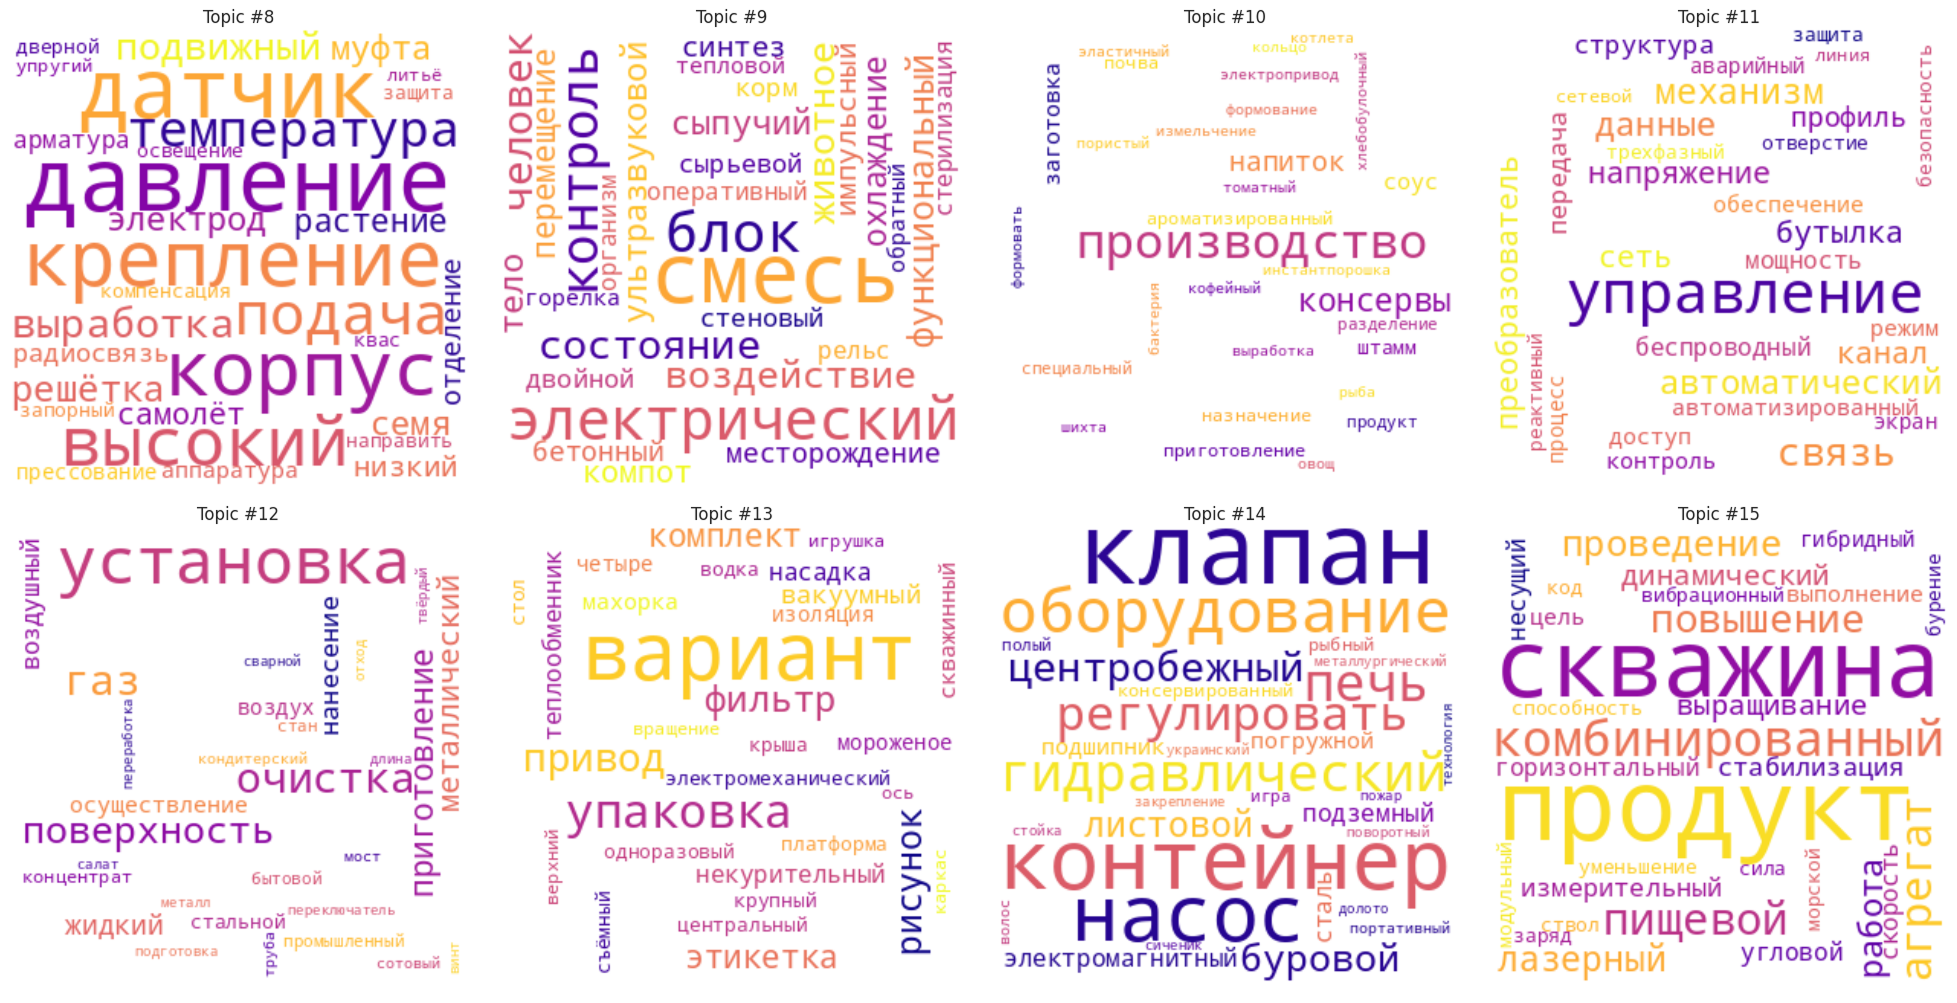 Topic #8
дверной
подвижный
муфта
упругий
датчик
литьё
защита
арматура
температура
освещение
давление
электрод
растение
крепление
компенсация
выработка
подача
отделение
радиосвязь
квас
решётка
корпус
запорный
самолёт
семя
высокий
направить
прессование
аппаратура
низкий
Topic #9
человек
перемещение
контроль
ультразвуковой
синтез
тепловой
корм
животное
импульсный
охлаждение
функциональный
стерилизация
сыпучий
сырьевой
организм
оперативный
обратный
блок
смесь
тело
горелка
стеновый
состояние
рельс
двойной
воздействие
электрический
бетонный
месторождение
компот
Topic #10
котлета
эластичный
кольцо
почва
заготовка
электропривод
хлебобулочный
формование
измельчение
пористый
напиток
томатный
соус
формовать
ароматизированный
производство
инстантпорошка
кофейный
консервы
бактерия
разделение
выработка
штамм
специальный
рыба
назначение
продукт
шихта
приготовление
овощ
Topic #11
структура
защита
аварийный
линия
безопасность
сетевой
механизм
данные
профиль
передача
трехфазный
отверстие
напряжение
преобразователь
обеспечение
бутылка
сеть
мощность
управление
режим
реактивный
беспроводный
канал
процесс
автоматический
автоматизированный
экран
доступ
контроль
связь
Topic #12
воздушный
установка
твёрдый
металлический
нанесение
отход
сварной
газ
приготовление
переработка
воздух
стан
кондитерский
длина
очистка
осуществление
поверхность
мост
салат
концентрат
бытовой
металл
переключатель
жидкий
стальной
труба
промышленный
подготовка
сотовый
винт
Topic #13
комплект
игрушка
стол
теплообменник
четыре
водка
насадка
махорка
вакуумный
изоляция
скважинный
вариант
фильтр
вращение
крыша
мороженое
привод
электромеханический
ось
упаковка
рисунок
верхний
одноразовый
платформа
некурительный
каркас
крупный
съёмный
центральный
этикетка
Topic #14
клапан
оборудование
полый
рыбный
центробежный
металлургический
консервированный
печь
регулировать
технология
подшипник
украинский
погружной
гидравлический
закрепление
игра
пожар
подземный
стойка
листовой
поворотный
контейнер
волос
насос
сталь
долото
портативный
сиченик
электромагнитный
буровой
Topic #15
несущий
проведение
гибридный
динамический
бурение
код
вибрационный
выполнение
цель
повышение
скважина
способность
выращивание
комбинированный
горизонтальный
стабилизация
продукт
модульный
уменьшение
сила
морской
агрегат
измерительный
работа
скорость
ствол
пищевой
заряд
угловой
лазерный